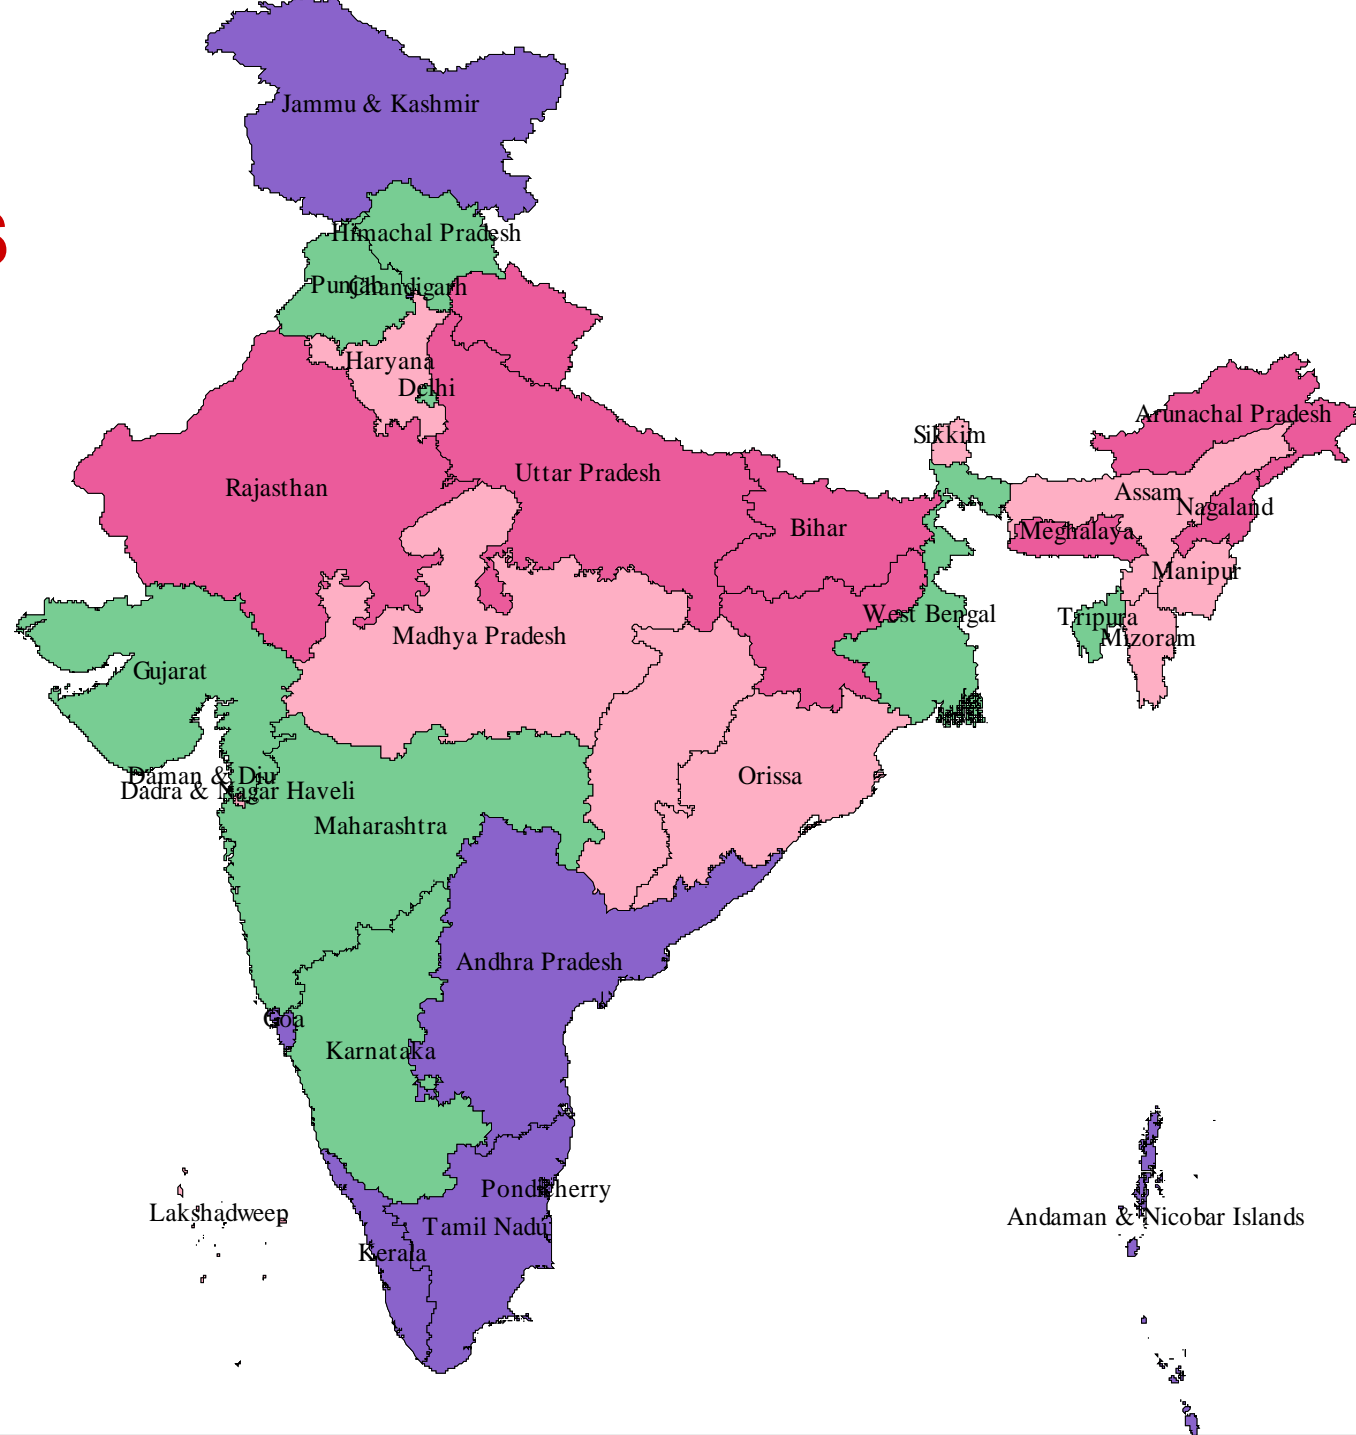 Jammu & Kashmir
s
Himachal Pradesh
Punjab
Chandigarh
Haryana
Delhi
Arunachal Pradesh
Sikkim
Uttar Pradesh
Rajasthan
Assam
Nagaland
Bihar
Meghalaya
Manipur
West Bengal
Tripura
Madhya Pradesh
Mizoram
Gujarat
Daman & Diu
Orissa
Dadra & Nagar Haveli
Maharashtra
Andhra Pradesh
Goa
Karnataka
Pondicherry
Lakshadweep
Andaman & Nicobar Islands
Tamil Nadu
Kerala